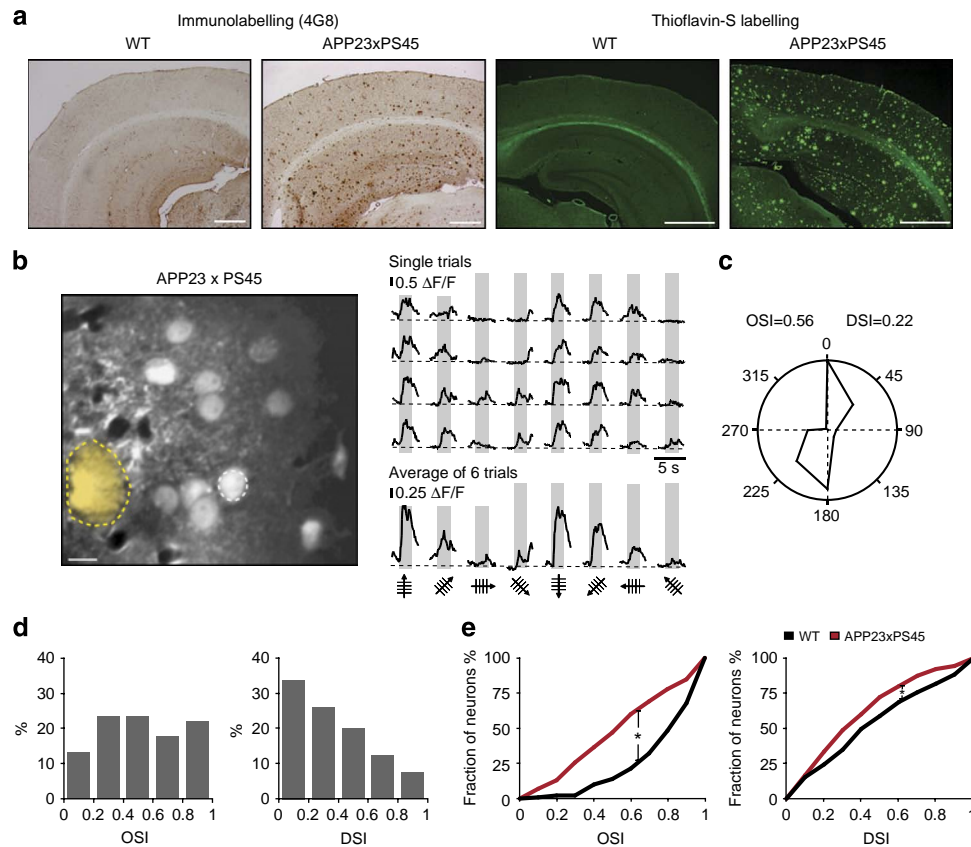 a
Immunolabelling (4G8)
Thioflavin-S labelling
WT
APP23xPS45
WT
APP23xPS45
b
APP23 x PS45
Single trials
0.5 ΔF/F
5 s
Average of 6 trials
0.25 ΔF/F
c
OSI=0.56
DSI=0.22
0
315
45
270
90
225
135
180
d
40
30
20
10
0
%
0
0.2
0.4
0.6
0.8
1
OSI
40
30
20
10
0
%
0
0.2
0.4
0.6
0.8
1
DSI
e
WT
APP23xPS45
Fraction of neurons %
100
75
50
25
0
*
0
0.2
0.4
0.6
0.8
1
OSI
Fraction of neurons %
100
75
50
25
0
*
0
0.2
0.4
0.6
0.8
1
DSI